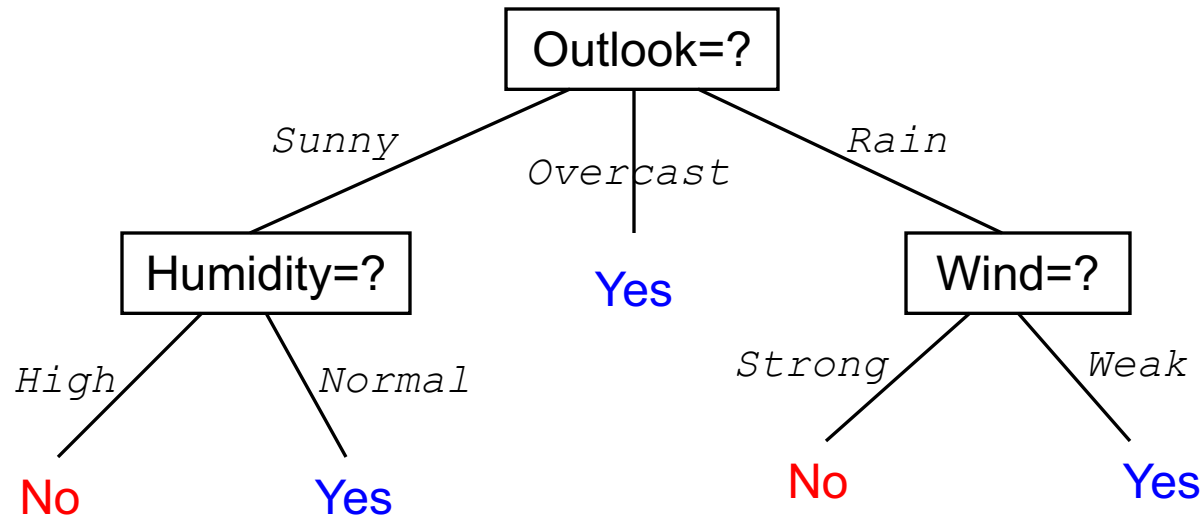 Outlook=?
Sunny
Overcast
Rain
Humidity=?
Yes
Wind=?
High
Normal
Strong
Weak
No
Yes
No
Yes